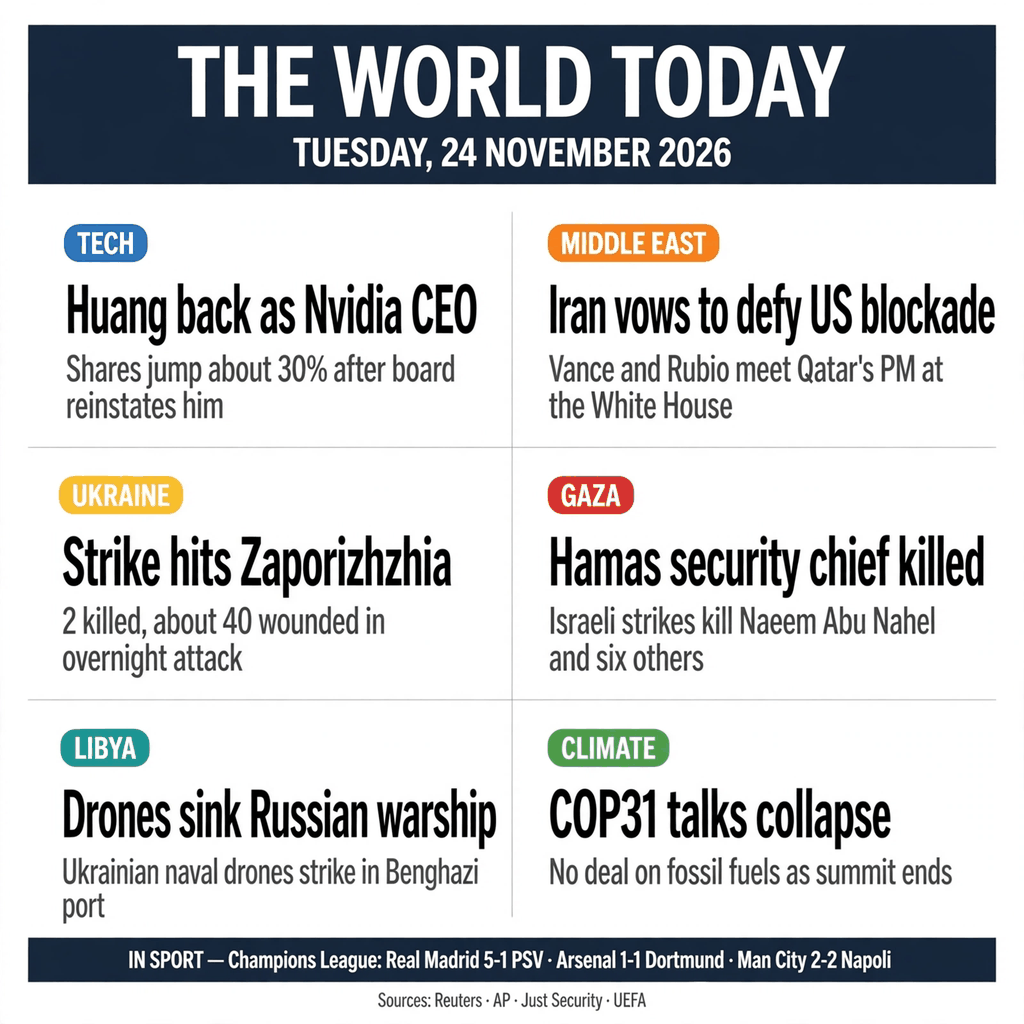 THE WORLD TODAY
TUESDAY, 24 NOVEMBER 2026
TECH
Huang back as Nvidia CEO
Shares jump about 30% after board
reinstates him
MIDDLE EAST
Iran vows to defy US blockade
Vance and Rubio meet Qatar's PM at
the White House
UKRAINE
Strike hits Zaporizhzhia
2 killed, about 40 wounded in
overnight attack
GAZA
Hamas security chief killed
Israeli strikes kill Naeem Abu Nahel
and six others
LIBYA
Drones sink Russian warship
Ukrainian naval drones strike in Benghazi
port
CLIMATE
COP31 talks collapse
No deal on fossil fuels as summit ends
IN SPORT — Champions League: Real Madrid 5-1 PSV · Arsenal 1-1 Dortmund · Man City 2-2 Napoli
Sources: Reuters · AP · Just Security · UEFA